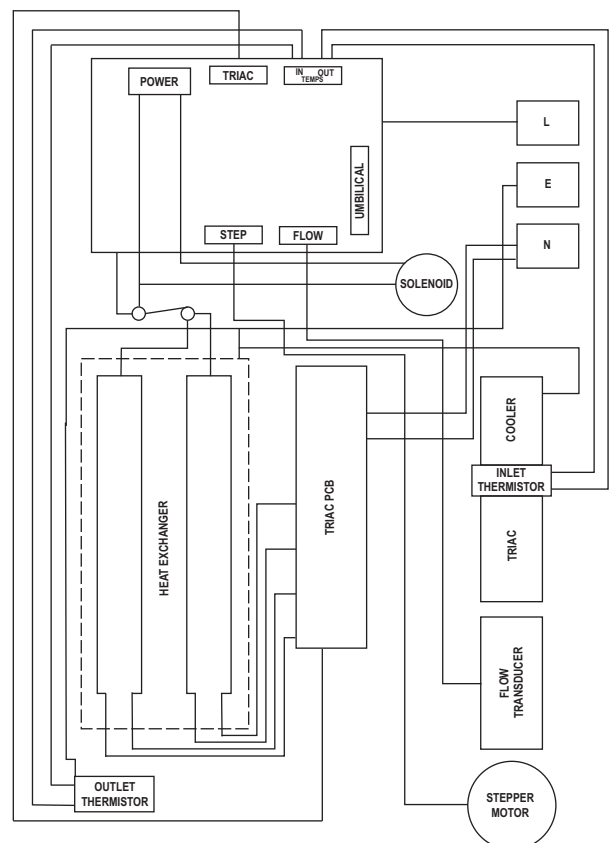 POWER
TRIAC
IN OUT
TEMPS
L
UMBILICAL
E
STEP
FLOW
N
SOLENOID
HEAT EXCHANGER
TRIAC PCB
COOLER
INLET
THERMISTOR
TRIAC
FLOW
TRANSDUCER
OUTLET
THERMISTOR
STEPPER
MOTOR